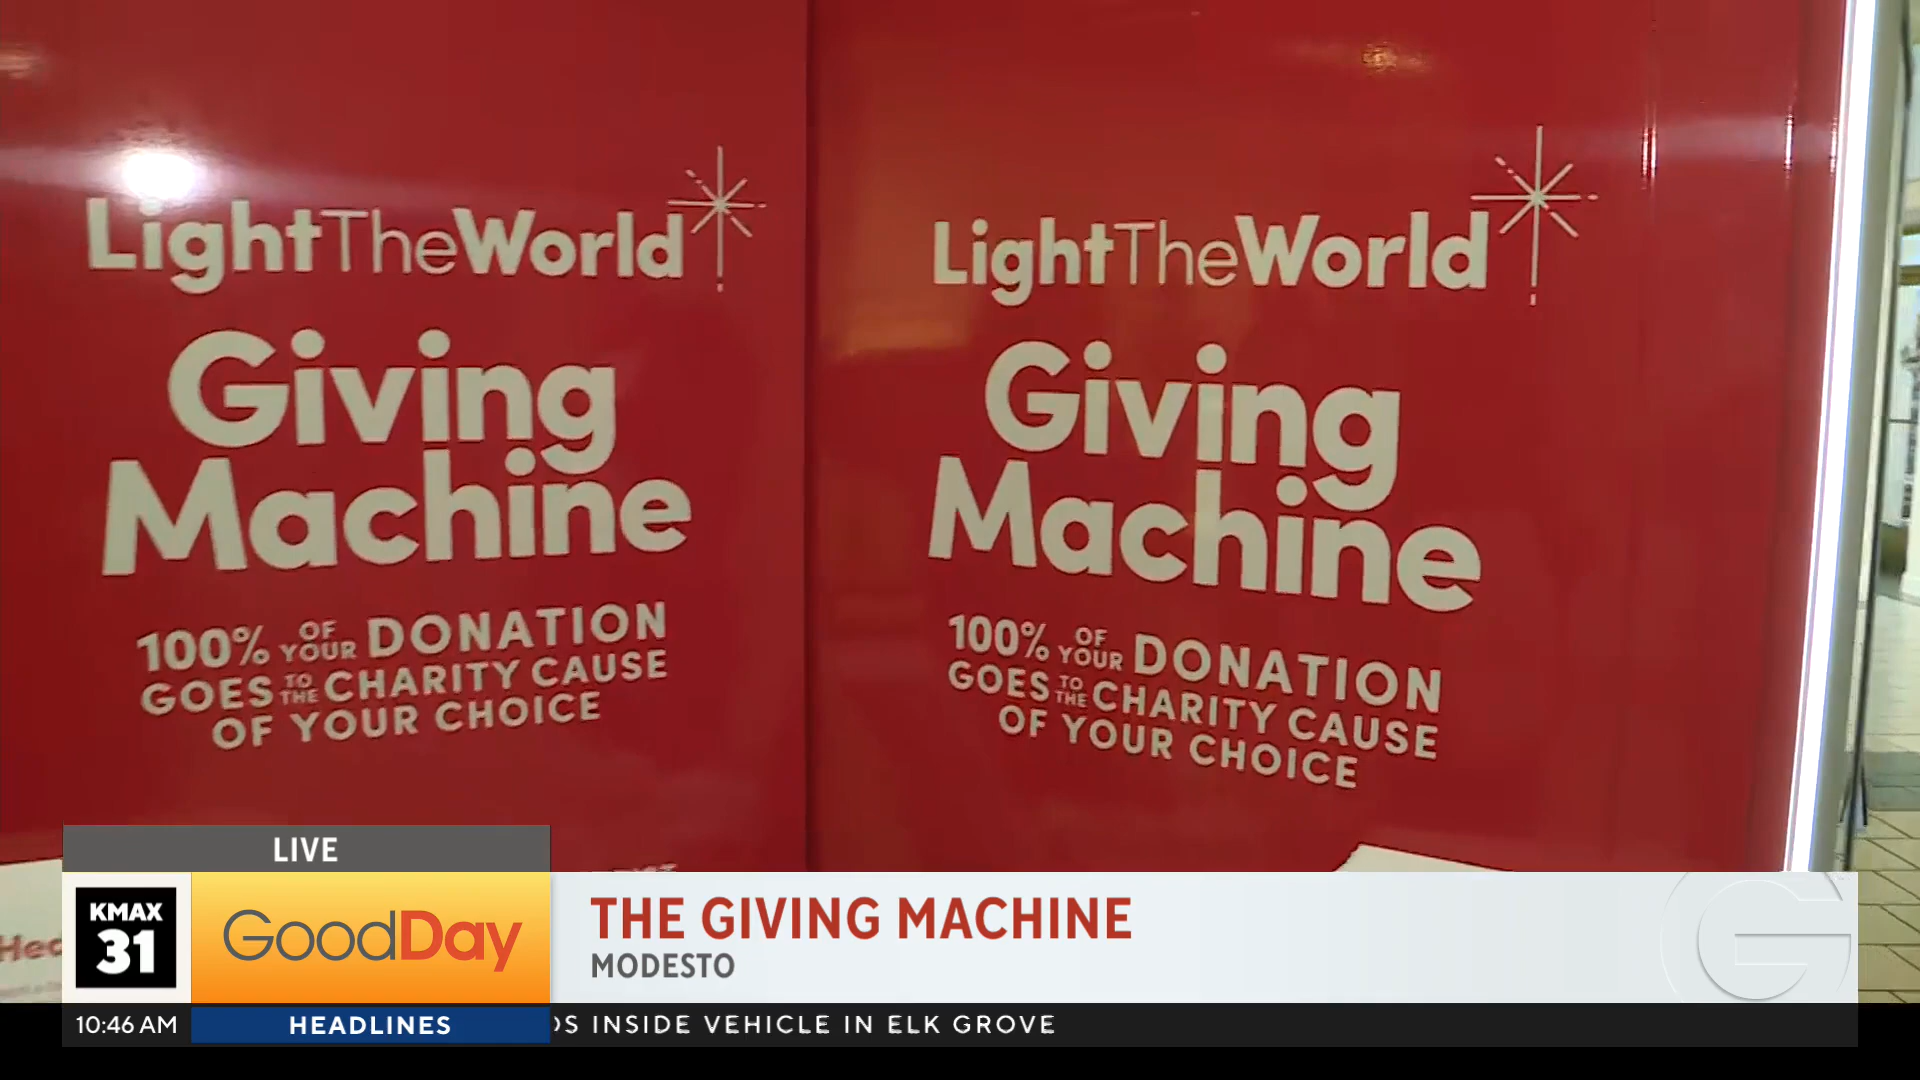 LightTheWorld
Giving
Machine
100% OF YOUR DONATION
GOES TO THE CHARITY CAUSE
OF YOUR CHOICE
LightTheWorld
Giving
Machine
100% OF YOUR DONATION
GOES TO THE CHARITY CAUSE
OF YOUR CHOICE
LIVE
KMAX
31
GoodDay
THE GIVING MACHINE
MODESTO
10:46 AM
HEADLINES
INSIDE VEHICLE IN ELK GROVE